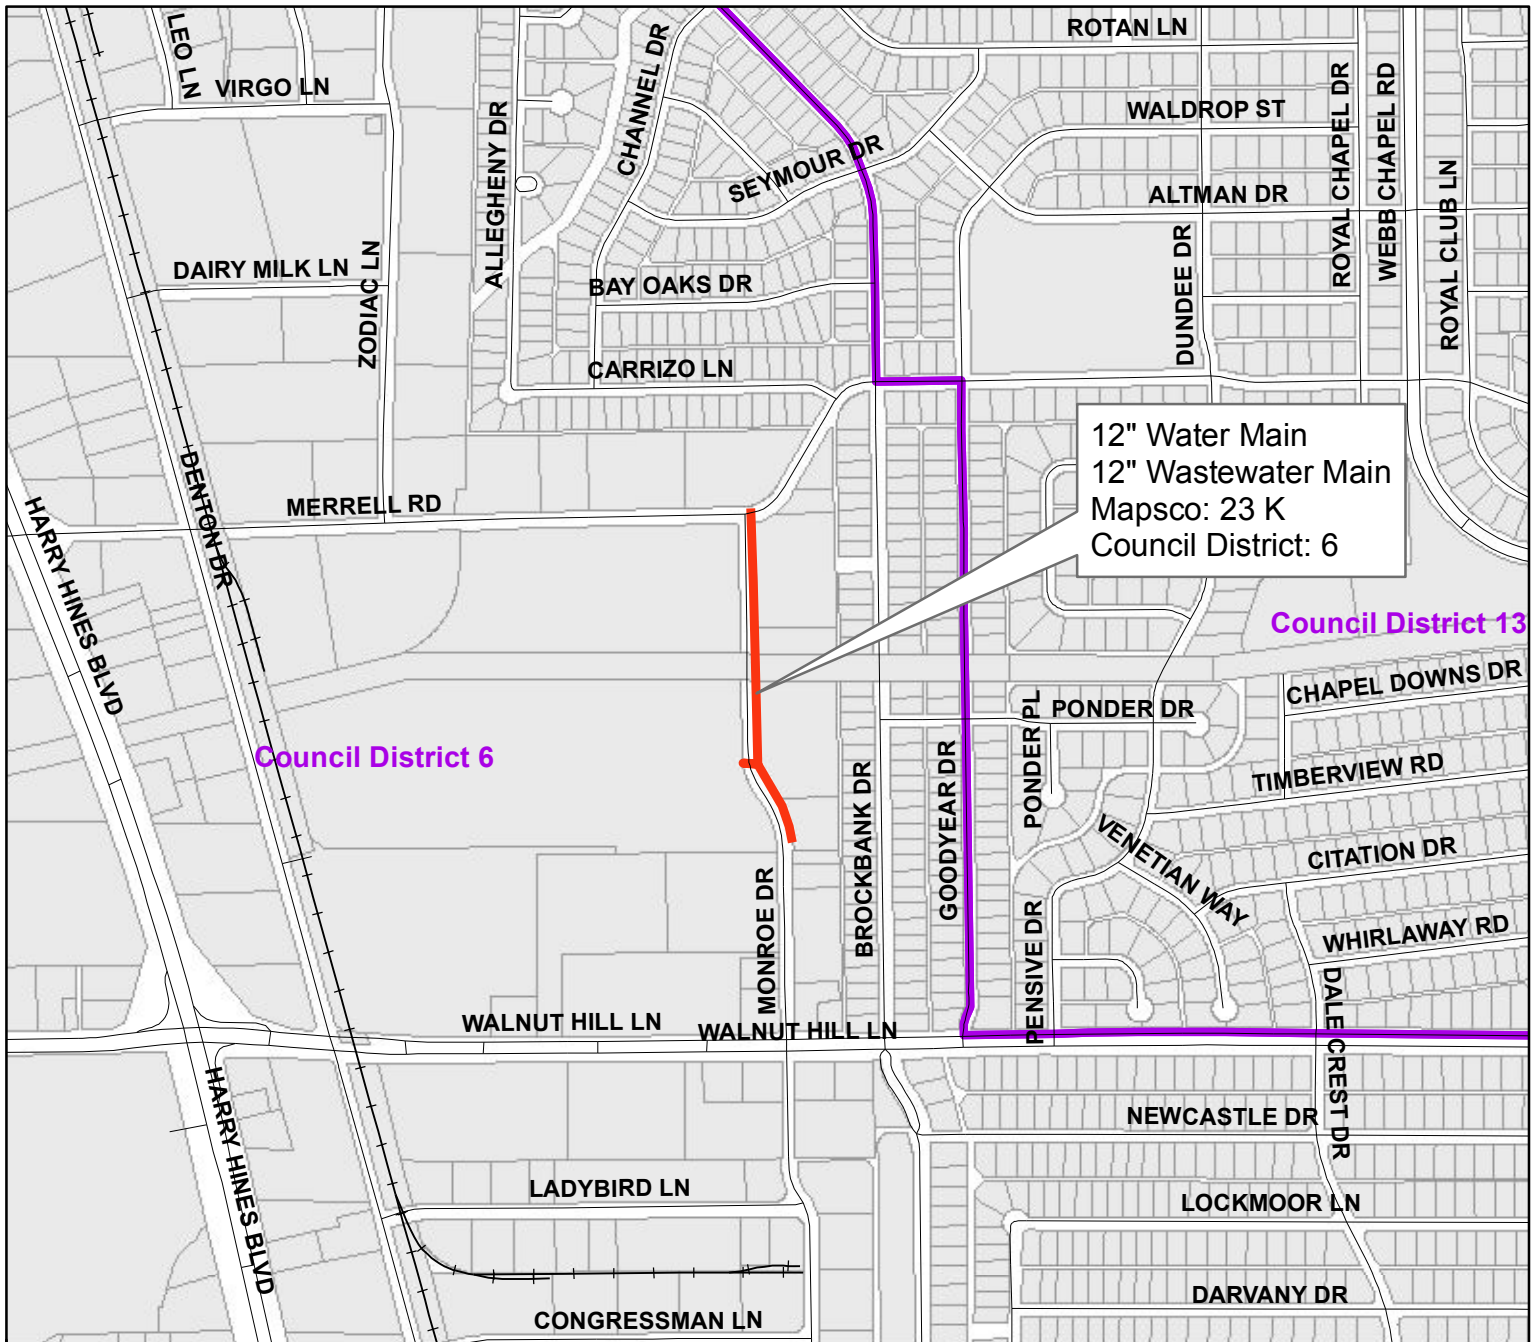 ROTAN LN
LEO LN
VIRGO LN
CHANNEL DR
ALLEGHENY DR
WALDROP ST
ROYAL CHAPEL DR
WEBB CHAPEL RD
SEYMOUR DR
ALTMAN DR
ROYAL CLUB LN
DAIRY MILK LN
ZODIAC LN
BAY OAKS DR
DUNDEE DR
CARRIZO LN
12" Water Main
12" Wastewater Main
Mapsco: 23 K
Council District: 6
MERRELL RD
DENTON DR
HARRY HINES BLVD
Council District 13
CHAPEL DOWNS DR
PONDER DR
PONDER PL
Council District 6
TIMBERVIEW RD
BROCKBANK DR
GOODYEAR DR
VENETIAN WAY
CITATION DR
MONROE DR
PENSIVE DR
WHIRLAWAY RD
DALECREST DR
WALNUT HILL LN
WALNUT HILL LN
HARRY HINES BLVD
NEWCASTLE DR
LADYBIRD LN
LOCKMOOR LN
DARVANY DR
CONGRESSMAN LN